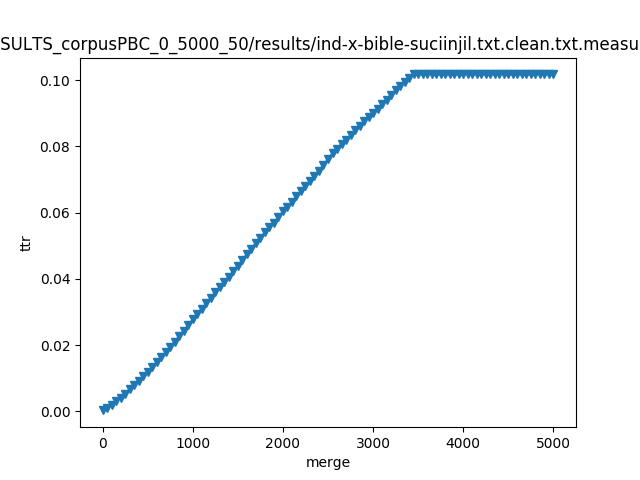 SULTS_corpusPBC_0_5000_50/results/ind-x-bible-suciinjil.txt.clean.txt.measu
0.10
0.08
0.06
0.04
0.02
0.00
ttr
0 1000 2000 3000 4000 5000
merge